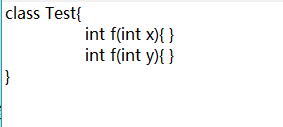 class Test{
int f(int x){ }
int f(int y){ }
}